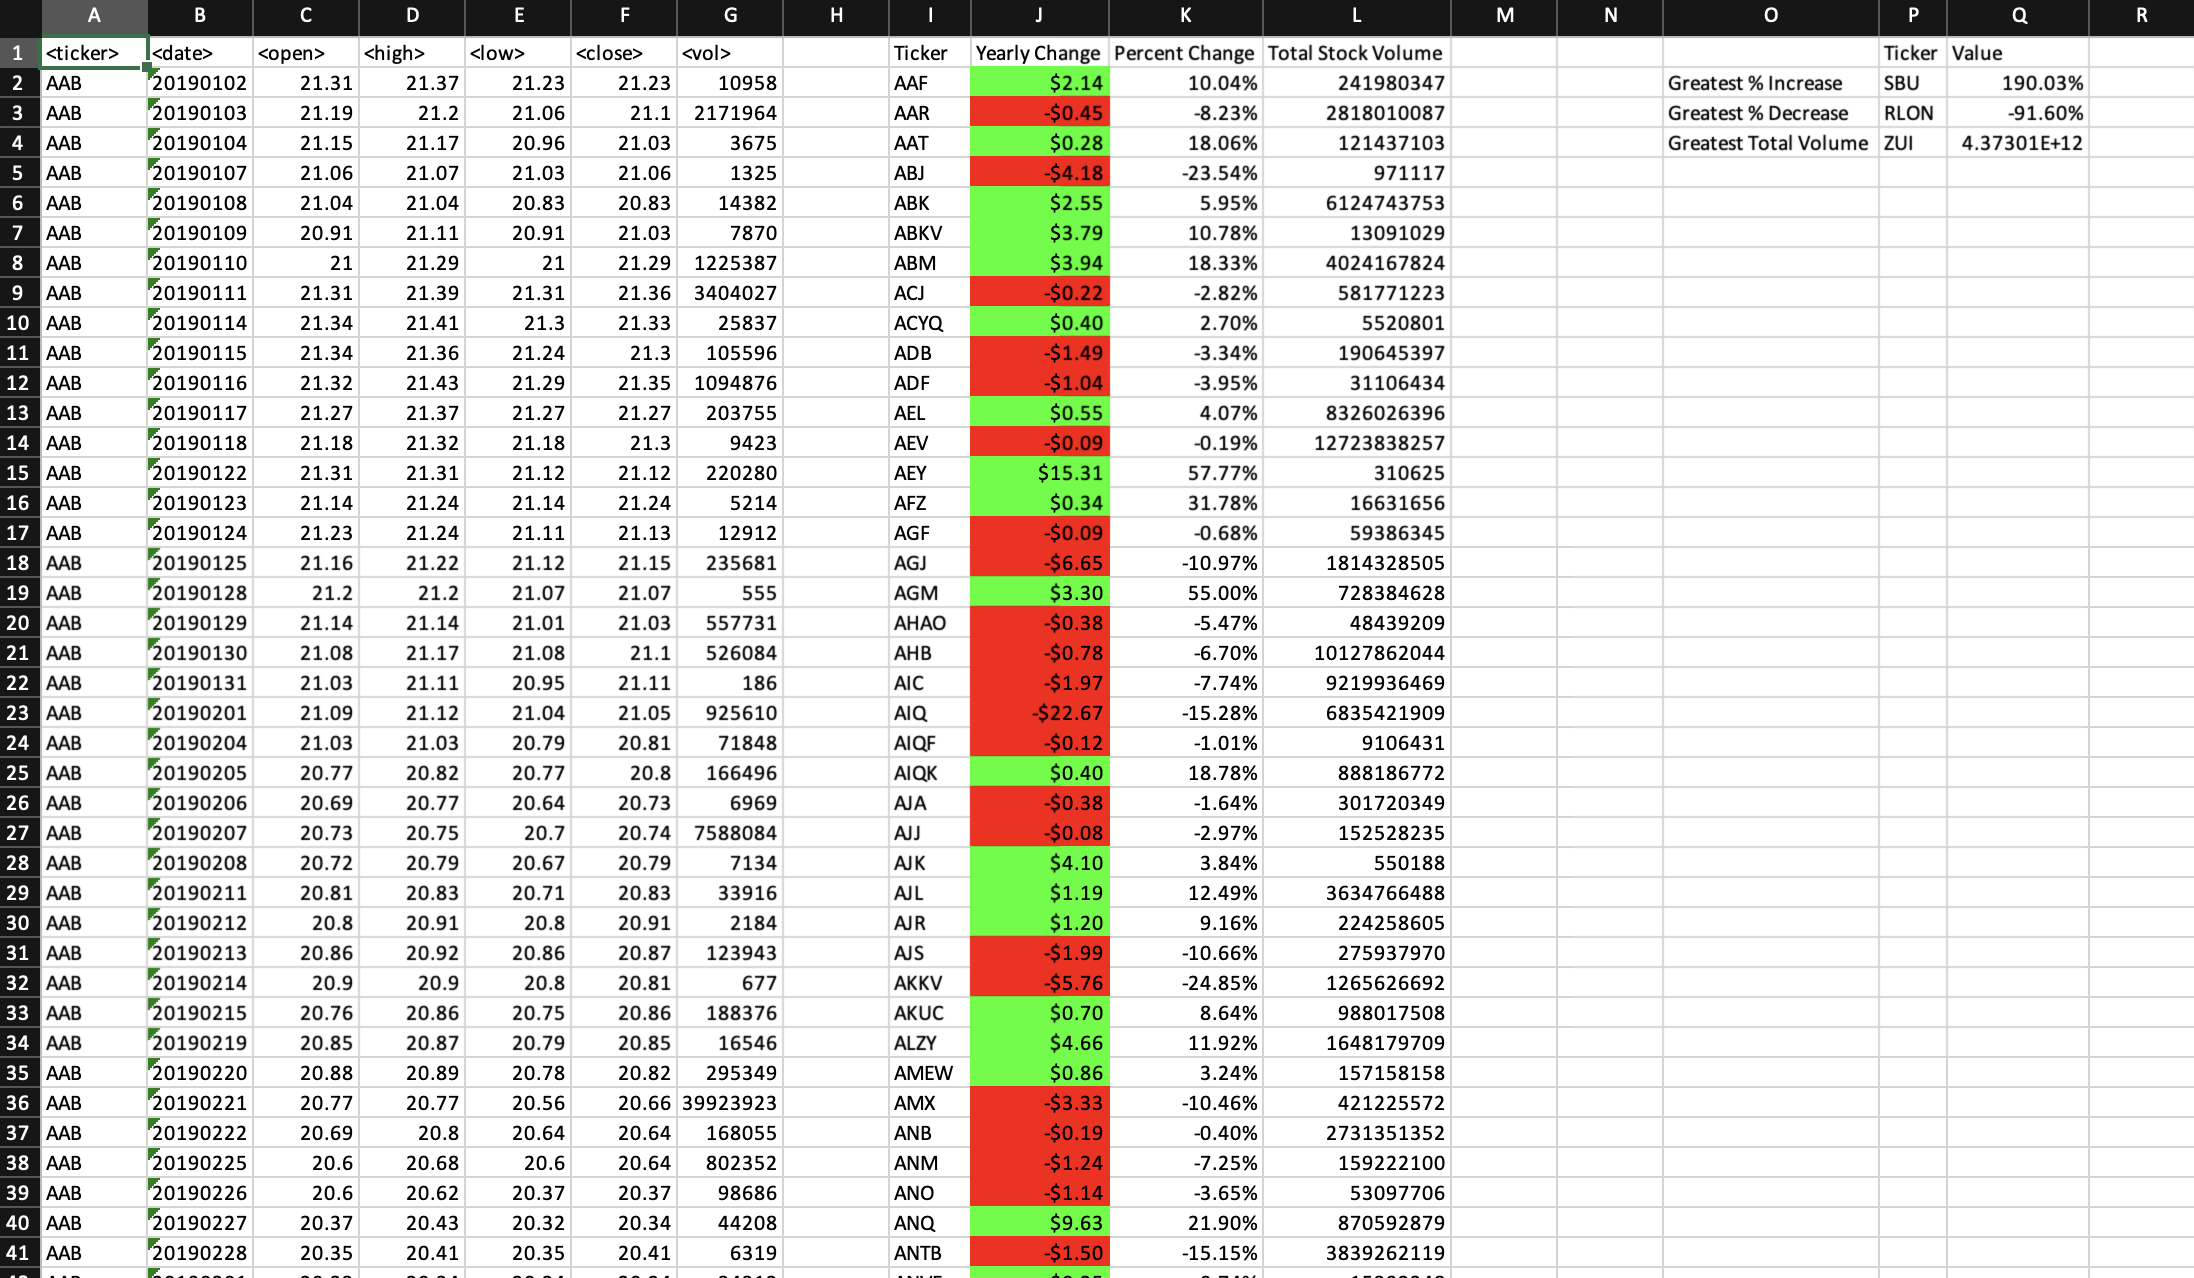 A B C D E F G H I J K L M N O P Q R
1 <ticker> <date> <open> <high> <low> <close> <vol> Ticker Yearly Change Percent Change Total Stock Volume Ticker Value
2 AAB 20190102 21.31 21.37 21.23 21.23 10958 AAF $2.14 10.04% 241980347 Greatest % Increase SBU 190.03%
3 AAB 20190103 21.19 21.2 21.06 21.1 2171964 AAR -$0.45 -8.23% 2818010087 Greatest % Decrease RLON -91.60%
4 AAB 20190104 21.15 21.17 20.96 21.03 3675 AAT $0.28 18.06% 121437103 Greatest Total Volume ZUI 4.37301E+12
5 AAB 20190107 21.06 21.07 21.03 21.06 1325 ABJ -$4.18 -23.54% 971117
6 AAB 20190108 21.04 21.04 20.83 20.83 14382 ABK $2.55 5.95% 6124743753
7 AAB 20190109 20.91 21.11 20.91 21.03 7870 ABKV $3.79 10.78% 13091029
8 AAB 20190110 21 21.29 21 21.29 1225387 ABM $3.94 18.33% 4024167824
9 AAB 20190111 21.31 21.39 21.31 21.36 3404027 ACJ -$0.22 -2.82% 581771223
10 AAB 20190114 21.34 21.41 21.3 21.33 25837 ACYQ $0.40 2.70% 5520801
11 AAB 20190115 21.34 21.36 21.24 21.3 105596 ADB -$1.49 -3.34% 190645397
12 AAB 20190116 21.32 21.43 21.29 21.35 1094876 ADF -$1.04 -3.95% 31106434
13 AAB 20190117 21.27 21.37 21.27 21.27 203755 AEL $0.55 4.07% 8326026396
14 AAB 20190118 21.18 21.32 21.18 21.3 9423 AEV -$0.09 -0.19% 12723838257
15 AAB 20190122 21.31 21.31 21.12 21.12 220280 AEY $15.31 57.77% 310625
16 AAB 20190123 21.14 21.24 21.14 21.24 5214 AFZ $0.34 31.78% 16631656
17 AAB 20190124 21.23 21.24 21.11 21.13 12912 AGF -$0.09 -0.68% 59386345
18 AAB 20190125 21.16 21.22 21.12 21.15 235681 AGJ -$6.65 -10.97% 1814328505
19 AAB 20190128 21.2 21.2 21.07 21.07 555 AGM $3.30 55.00% 728384628
20 AAB 20190129 21.14 21.14 21.01 21.03 557731 AHAO -$0.38 -5.47% 48439209
21 AAB 20190130 21.08 21.17 21.08 21.1 526084 AHB -$0.78 -6.70% 10127862044
22 AAB 20190131 21.03 21.11 20.95 21.11 186 AIC -$1.97 -7.74% 9219936469
23 AAB 20190201 21.09 21.12 21.04 21.05 925610 AIQ -$22.67 -15.28% 6835421909
24 AAB 20190204 21.03 21.03 20.79 20.81 71848 AIQF -$0.12 -1.01% 9106431
25 AAB 20190205 20.77 20.82 20.77 20.8 166496 AIQK $0.40 18.78% 888186772
26 AAB 20190206 20.69 20.77 20.64 20.73 6969 AJA -$0.38 -1.64% 301720349
27 AAB 20190207 20.73 20.75 20.7 20.74 7588084 AJJ -$0.08 -2.97% 152528235
28 AAB 20190208 20.72 20.79 20.67 20.79 7134 AJK $4.10 3.84% 550188
29 AAB 20190211 20.81 20.83 20.71 20.83 33916 AJL $1.19 12.49% 3634766488
30 AAB 20190212 20.8 20.91 20.8 20.91 2184 AJR $1.20 9.16% 224258605
31 AAB 20190213 20.86 20.92 20.86 20.87 123943 AJS -$1.99 -10.66% 275937970
32 AAB 20190214 20.9 20.9 20.8 20.81 677 AKKV -$5.76 -24.85% 1265626692
33 AAB 20190215 20.76 20.86 20.75 20.86 188376 AKUC $0.70 8.64% 988017508
34 AAB 20190219 20.85 20.87 20.79 20.85 16546 ALZY $4.66 11.92% 1648179709
35 AAB 20190220 20.88 20.89 20.78 20.82 295349 AMEW $0.86 3.24% 157158158
36 AAB 20190221 20.77 20.77 20.56 20.66 39923923 AMX -$3.33 -10.46% 421225572
37 AAB 20190222 20.69 20.8 20.64 20.64 168055 ANB -$0.19 -0.40% 2731351352
38 AAB 20190225 20.6 20.68 20.6 20.64 802352 ANM -$1.24 -7.25% 159222100
39 AAB 20190226 20.6 20.62 20.37 20.37 98686 ANO -$1.14 -3.65% 53097706
40 AAB 20190227 20.37 20.43 20.32 20.34 44208 ANQ $9.63 21.90% 870592879
41 AAB 20190228 20.35 20.41 20.35 20.41 6319 ANTB -$1.50 -15.15% 3839262119